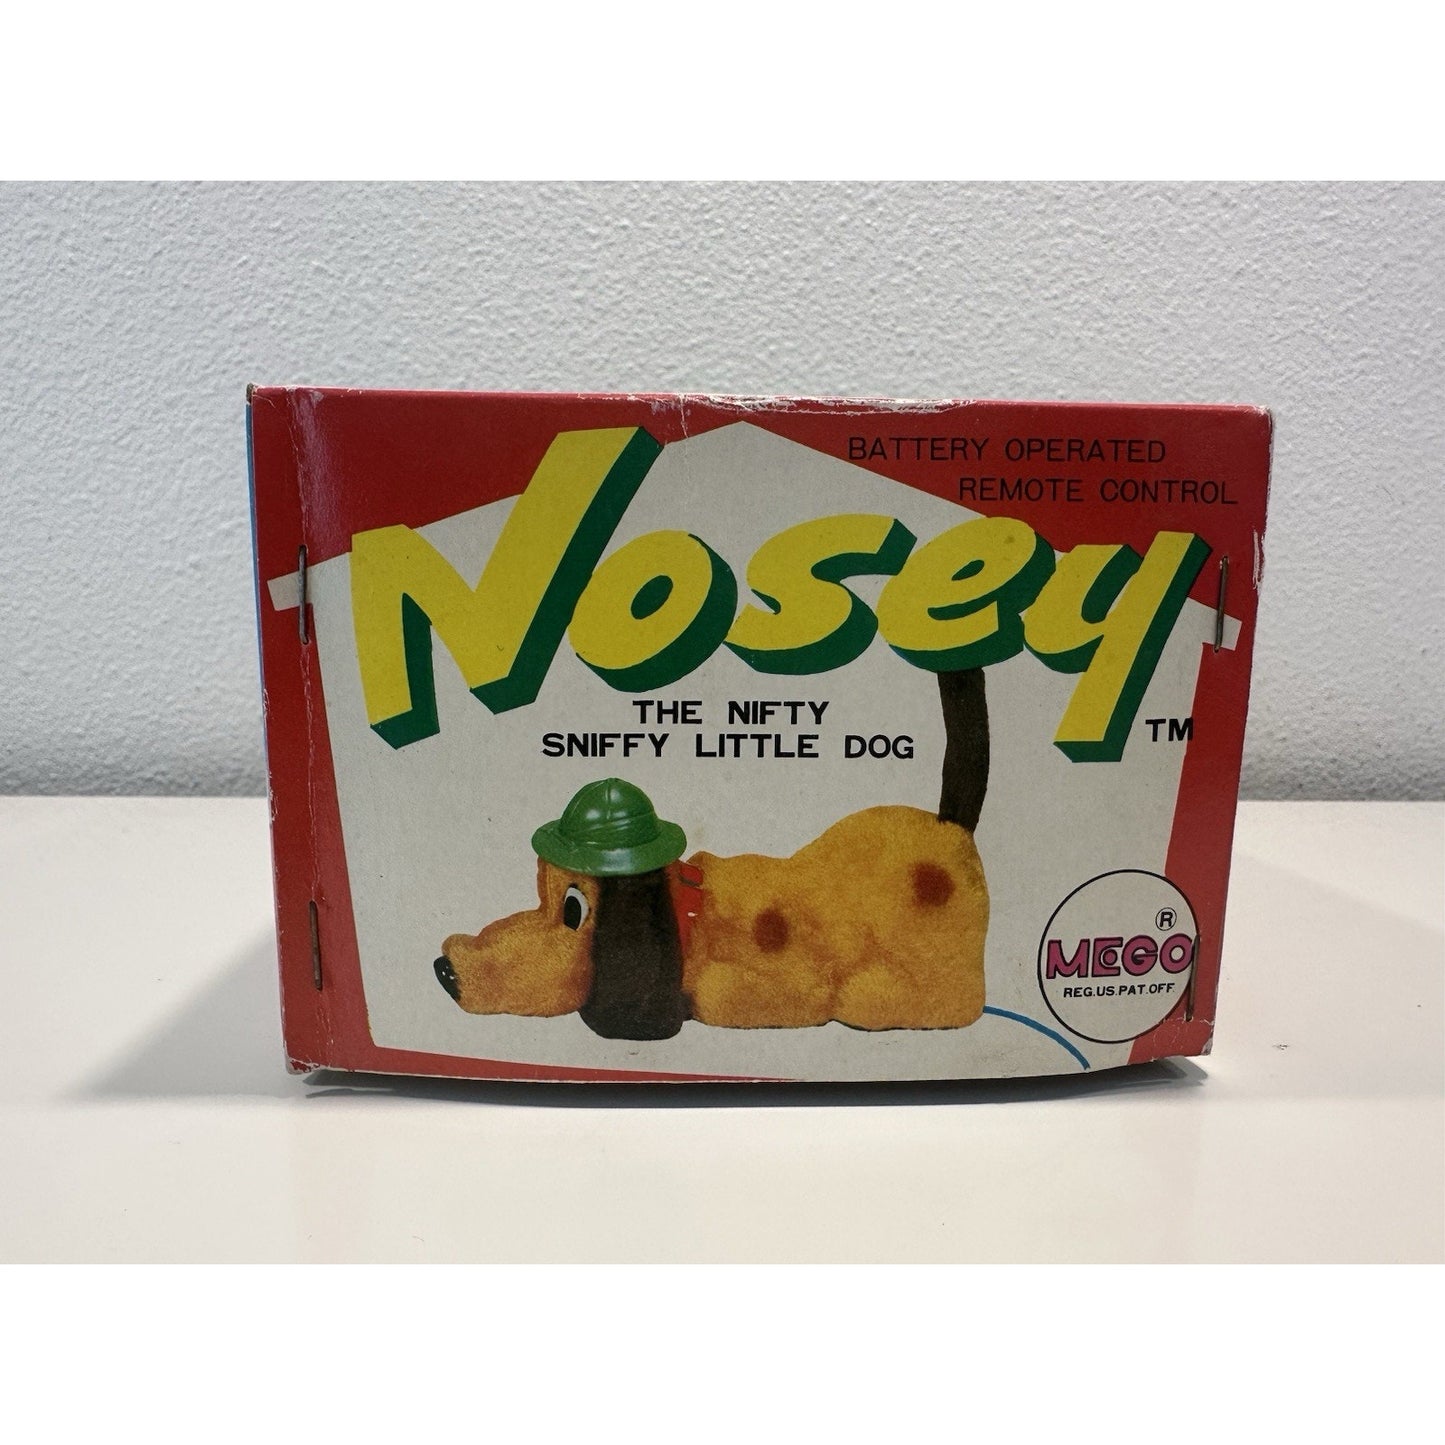 BATTERY OPERATED
REMOTE CONTROL
Nosey TM
THE NIFTY
SNIFFY LITTLE DOG
MEGO ®
REG.US.PAT.OFF.